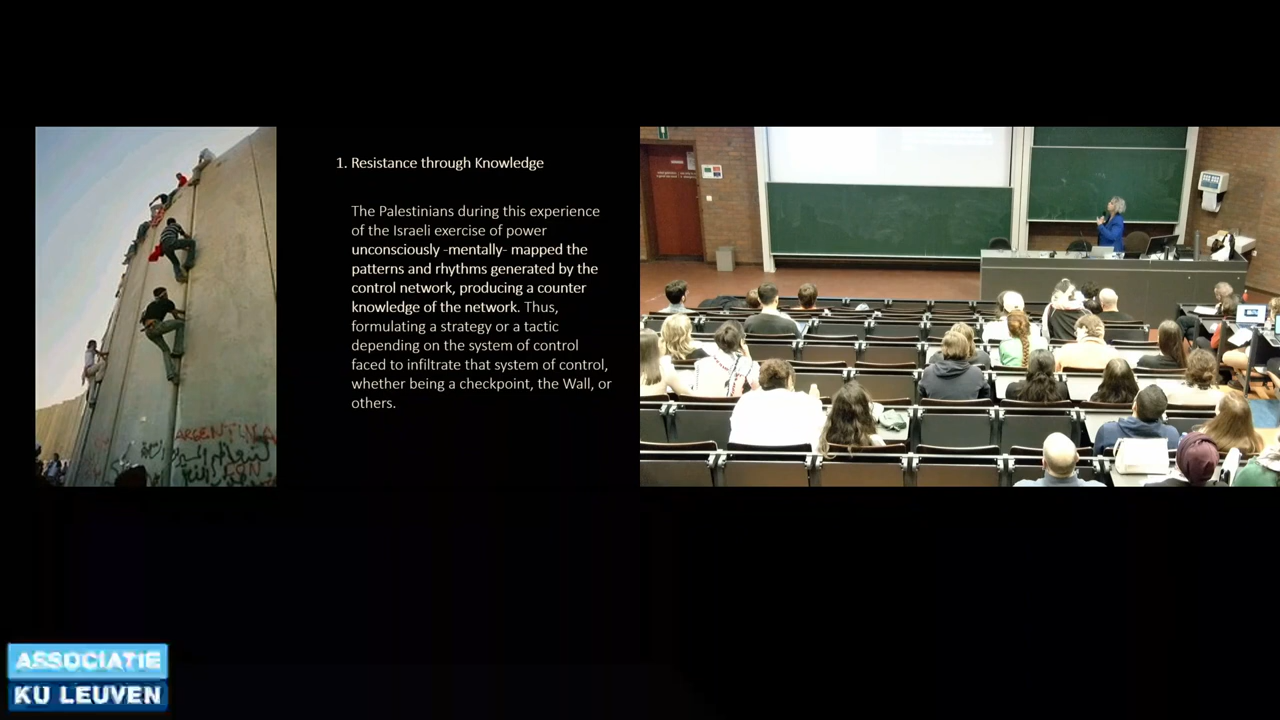 1. Resistance through Knowledge
The Palestinians during this experience
of the Israeli exercise of power
unconsciously -mentally- mapped the
patterns and rhythms generated by the
control network, producing a counter
knowledge of the network. Thus,
formulating a strategy or a tactic
depending on the system of control
faced to infiltrate that system of control,
whether being a checkpoint, the Wall, or
others.
ARGENTINA
ASSOCIATIE
KU LEUVEN